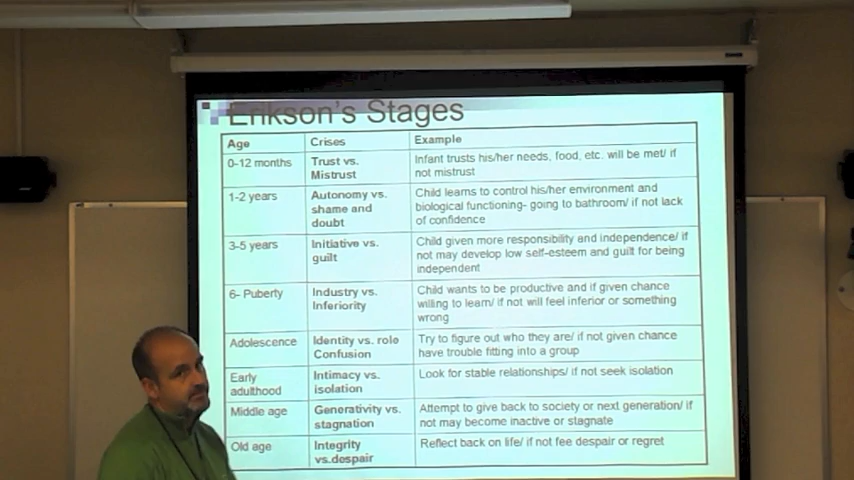 Erikson's Stages
Age Crises Example
0-12 months Trust vs. Mistrust Infant trusts his/her needs, food, etc. will be met/ if not mistrust
1-2 years Autonomy vs. shame and doubt Child learns to control his/her environment and biological functioning- going to bathroom/ if not lack of confidence
3-5 years Initiative vs. guilt Child given more responsibility and independence/ if not may develop low self-esteem and guilt for being independent
6- Puberty Industry vs. Inferiority Child wants to be productive and if given chance willing to learn/ if not will feel inferior or something wrong
Adolescence Identity vs. role Confusion Try to figure out who they are/ if not given chance have trouble fitting into a group
Early adulthood Intimacy vs. isolation Look for stable relationships/ if not seek isolation
Middle age Generativity vs. stagnation Attempt to give back to society or next generation/ if not may become inactive or stagnate
Old age Integrity vs.despair Reflect back on life/ if not fee despair or regret